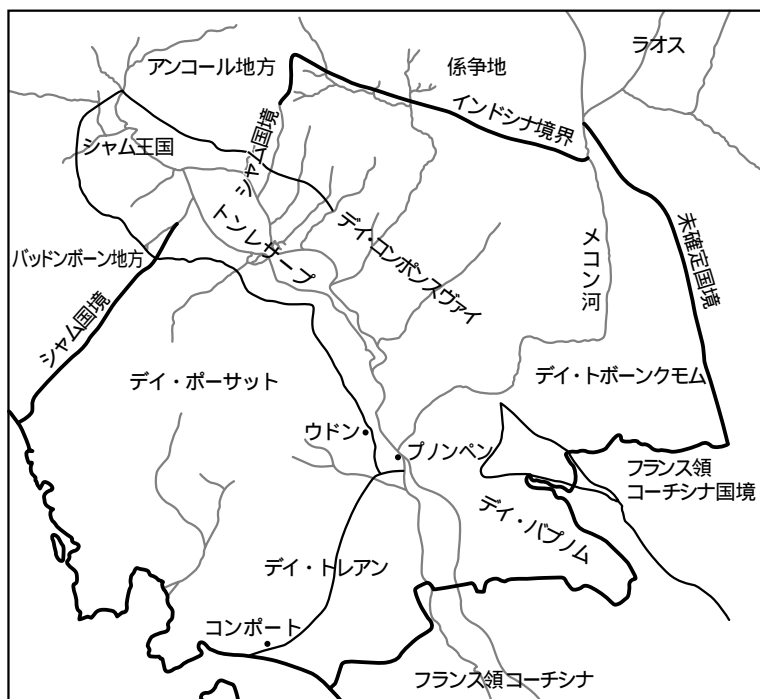 ラオス
アンコール地方
係争地
インドシナ境界
シャム国境
シャム王国
トンレサープ
デイ・コンポンスヴァイ
メコン河
未確定国境
バッドンボーン地方
シャム国境
デイ・ポーサット
デイ・トボーンクモム
ウドン
プノンペン
フランス領
コーチシナ国境
デイ・バプノム
デイ・トレアン
コンポート
フランス領コーチシナ